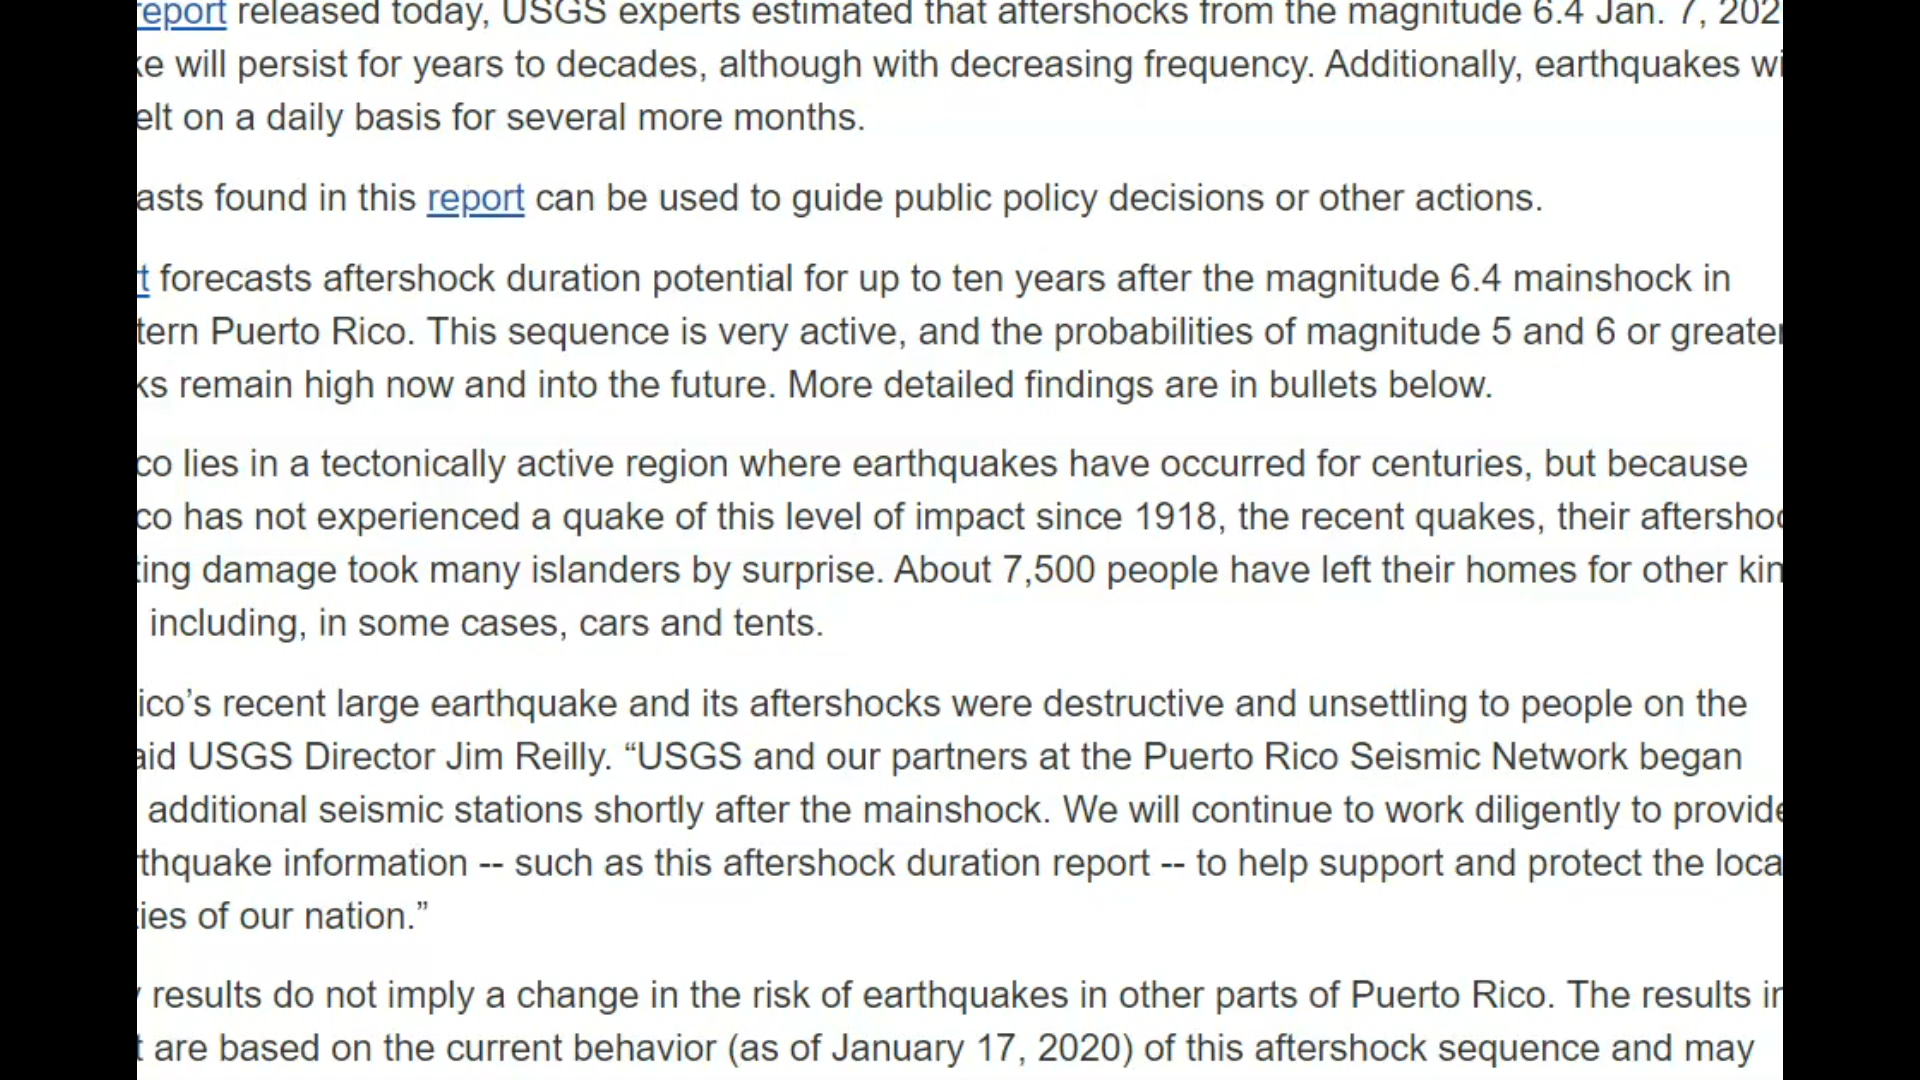 report released today, USGS experts estimated that aftershocks from the magnitude 6.4 Jan. 7, 202
ke will persist for years to decades, although with decreasing frequency. Additionally, earthquakes wi
elt on a daily basis for several more months.
asts found in this report can be used to guide public policy decisions or other actions.
t forecasts aftershock duration potential for up to ten years after the magnitude 6.4 mainshock in
tern Puerto Rico. This sequence is very active, and the probabilities of magnitude 5 and 6 or greater
ks remain high now and into the future. More detailed findings are in bullets below.
co lies in a tectonically active region where earthquakes have occurred for centuries, but because
co has not experienced a quake of this level of impact since 1918, the recent quakes, their aftershoc
ting damage took many islanders by surprise. About 7,500 people have left their homes for other kin
including, in some cases, cars and tents.
ico’s recent large earthquake and its aftershocks were destructive and unsettling to people on the
aid USGS Director Jim Reilly. “USGS and our partners at the Puerto Rico Seismic Network began
additional seismic stations shortly after the mainshock. We will continue to work diligently to provide
thquake information -- such as this aftershock duration report -- to help support and protect the loca
ties of our nation.”
y results do not imply a change in the risk of earthquakes in other parts of Puerto Rico. The results in
t are based on the current behavior (as of January 17, 2020) of this aftershock sequence and may